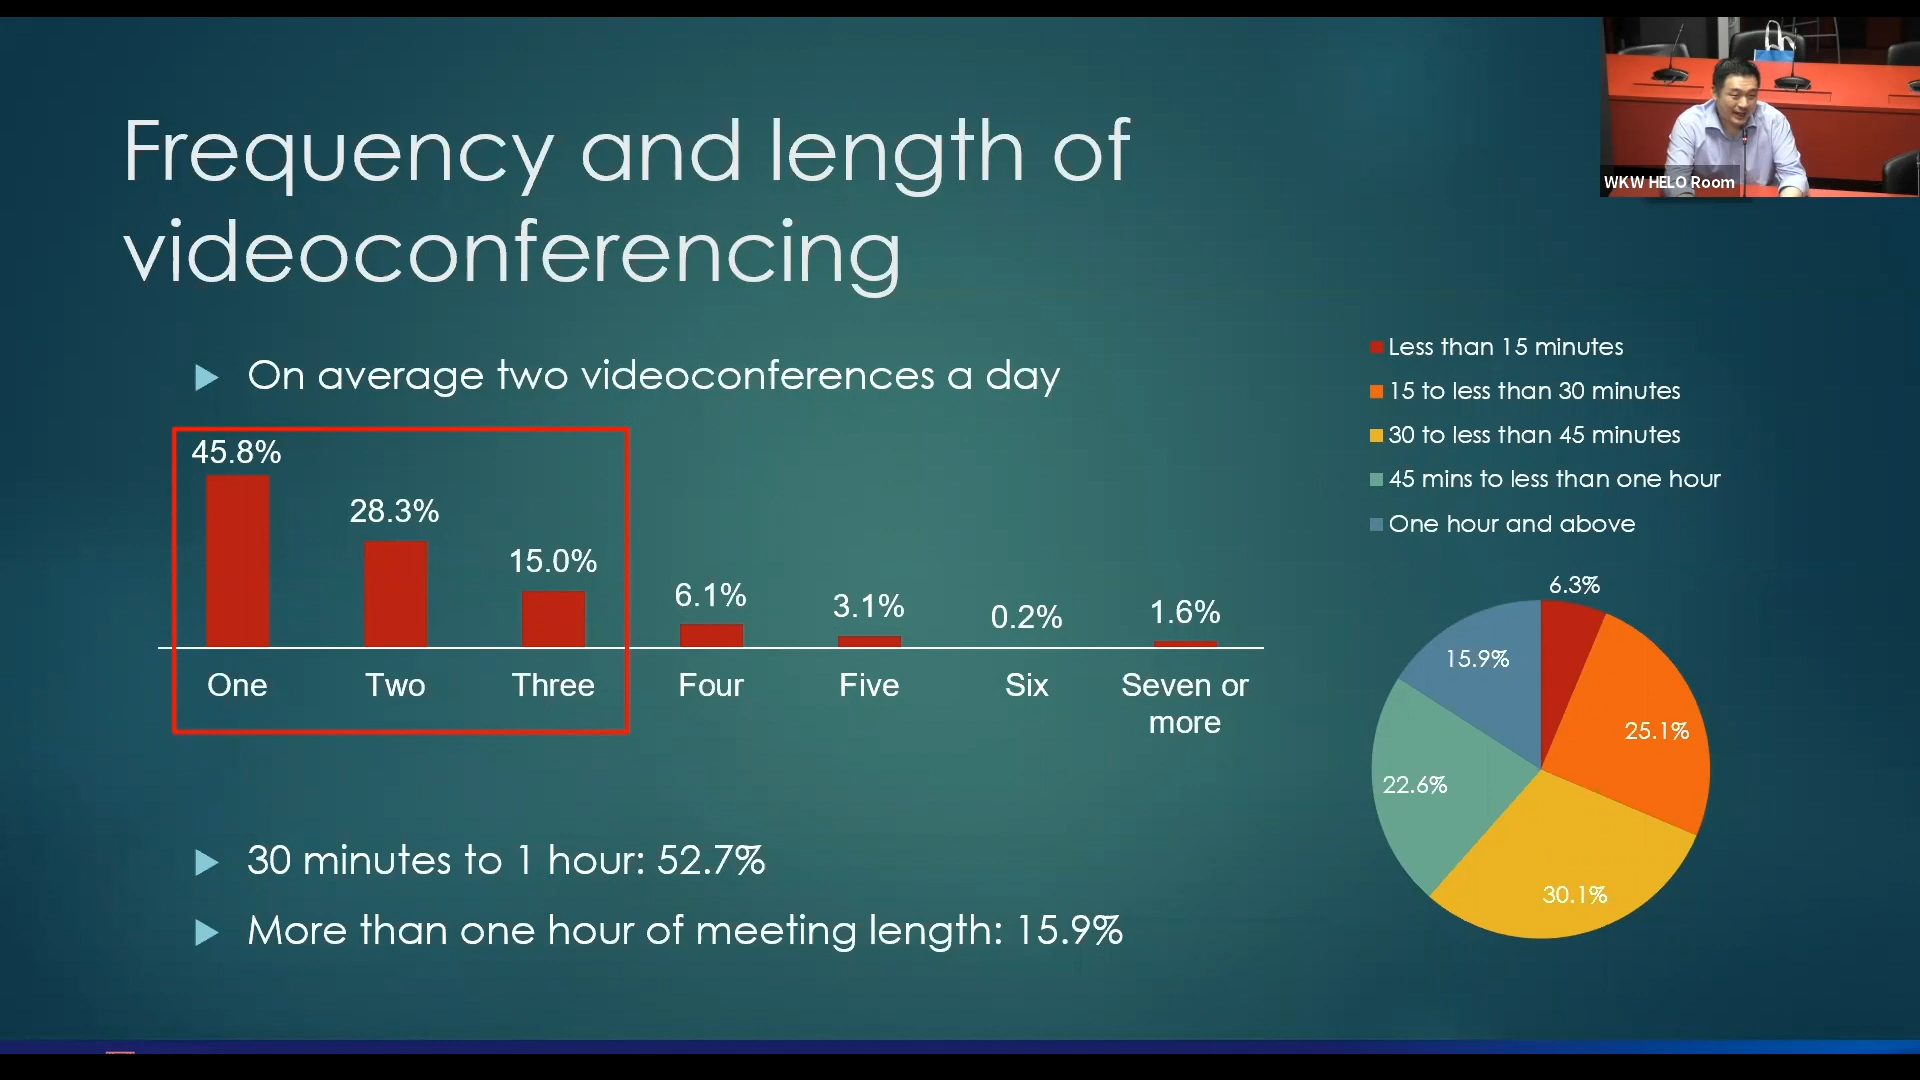 Frequency and length of
videoconferencing
WKW HELO Room
On average two videoconferences a day
45.8%
28.3%
15.0%
6.1%
3.1%
0.2%
1.6%
One
Two
Three
Four
Five
Six
Seven or
more
30 minutes to 1 hour: 52.7%
More than one hour of meeting length: 15.9%
Less than 15 minutes
15 to less than 30 minutes
30 to less than 45 minutes
45 mins to less than one hour
One hour and above
6.3%
15.9%
25.1%
22.6%
30.1%